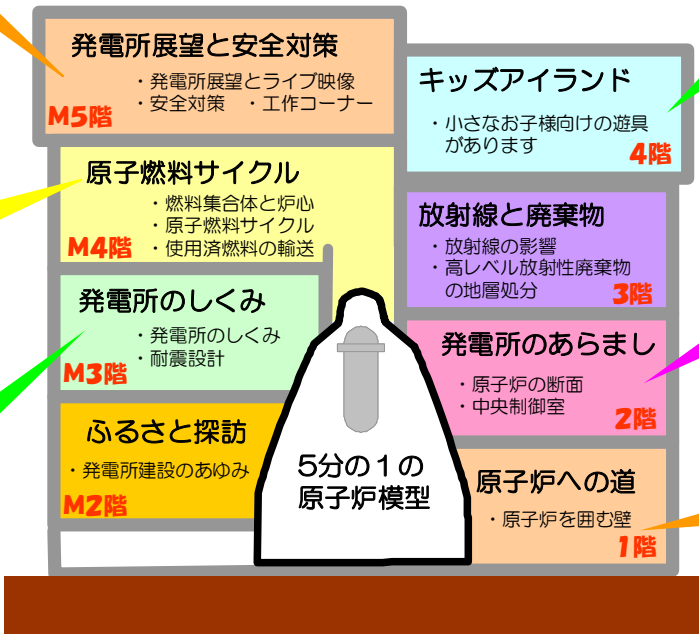 発電所展望と安全対策
・発電所展望とライブ映像
・安全対策 ・工作コーナー
M5階
キッズアイランド
・小さなお子様向けの遊具
があります
4階
原子燃料サイクル
・燃料集合体と炉心
・原子燃料サイクル
・使用済燃料の輸送
M4階
放射線と廃棄物
・放射線の影響
・高レベル放射性廃棄物
の地層処分
3階
発電所のしくみ
・発電所のしくみ
・耐震設計
M3階
発電所のあらまし
・原子炉の断面
・中央制御室
2階
ふるさと探訪
・発電所建設のあゆみ
M2階
5分の1の
原子炉模型
原子炉への道
・原子炉を囲む壁
1階